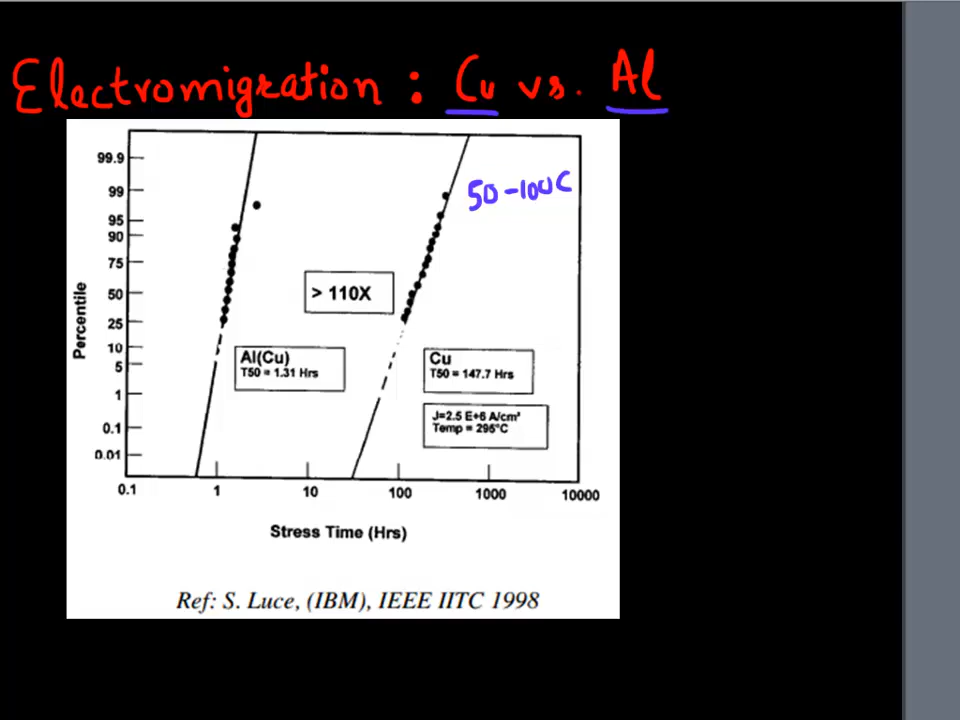 Electromigration : Cu vs. Al
99.9
99
95
90
75
50
25
10
5
1
0.1
0.01
Percentile
50-100C
> 110X
Al(Cu)
T50 = 1.31 Hrs
Cu
T50 = 147.7 Hrs
J=2.5 E+6 A/cm²
Temp = 295°C
0.1 1 10 100 1000 10000
Stress Time (Hrs)
Ref: S. Luce, (IBM), IEEE IITC 1998